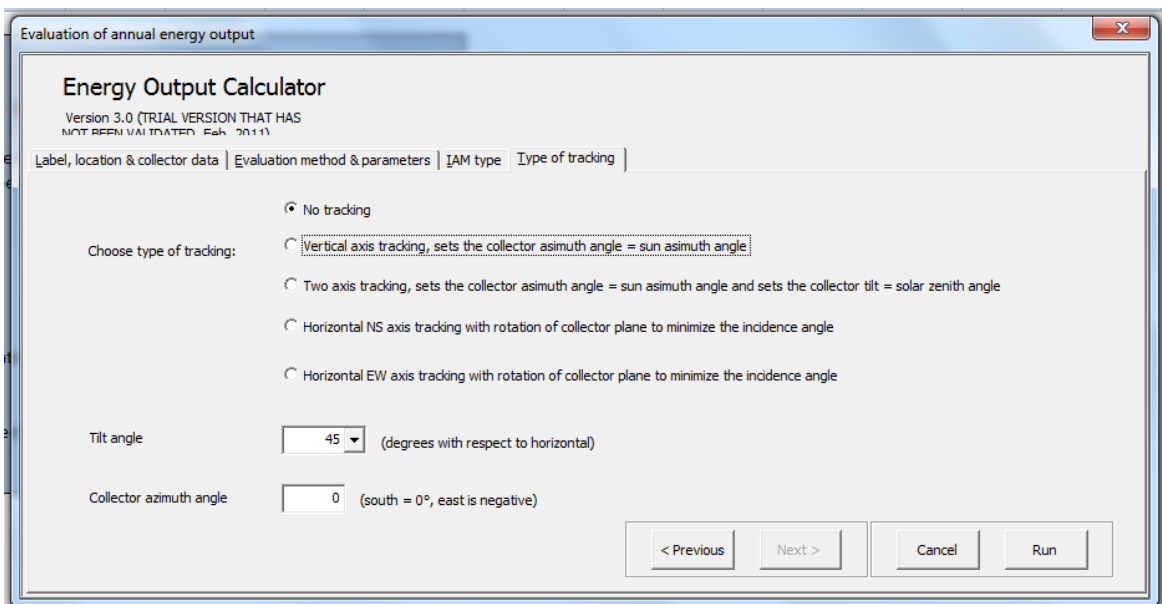 Evaluation of annual energy output
Energy Output Calculator
Version 3.0 (TRIAL VERSION THAT HAS
NOT BEEN VALIDATED, Feb. 2011)
Label, location & collector data
Evaluation method & parameters
IAM type
Type of tracking
Choose type of tracking:
No tracking
Vertical axis tracking, sets the collector asimuth angle = sun asimuth angle
Two axis tracking, sets the collector asimuth angle = sun asimuth angle and sets the collector tilt = solar zenith angle
Horizontal NS axis tracking with rotation of collector plane to minimize the incidence angle
Horizontal EW axis tracking with rotation of collector plane to minimize the incidence angle
Tilt angle
45
(degrees with respect to horizontal)
Collector azimuth angle
0
(south = 0°, east is negative)
< Previous
Next >
Cancel
Run